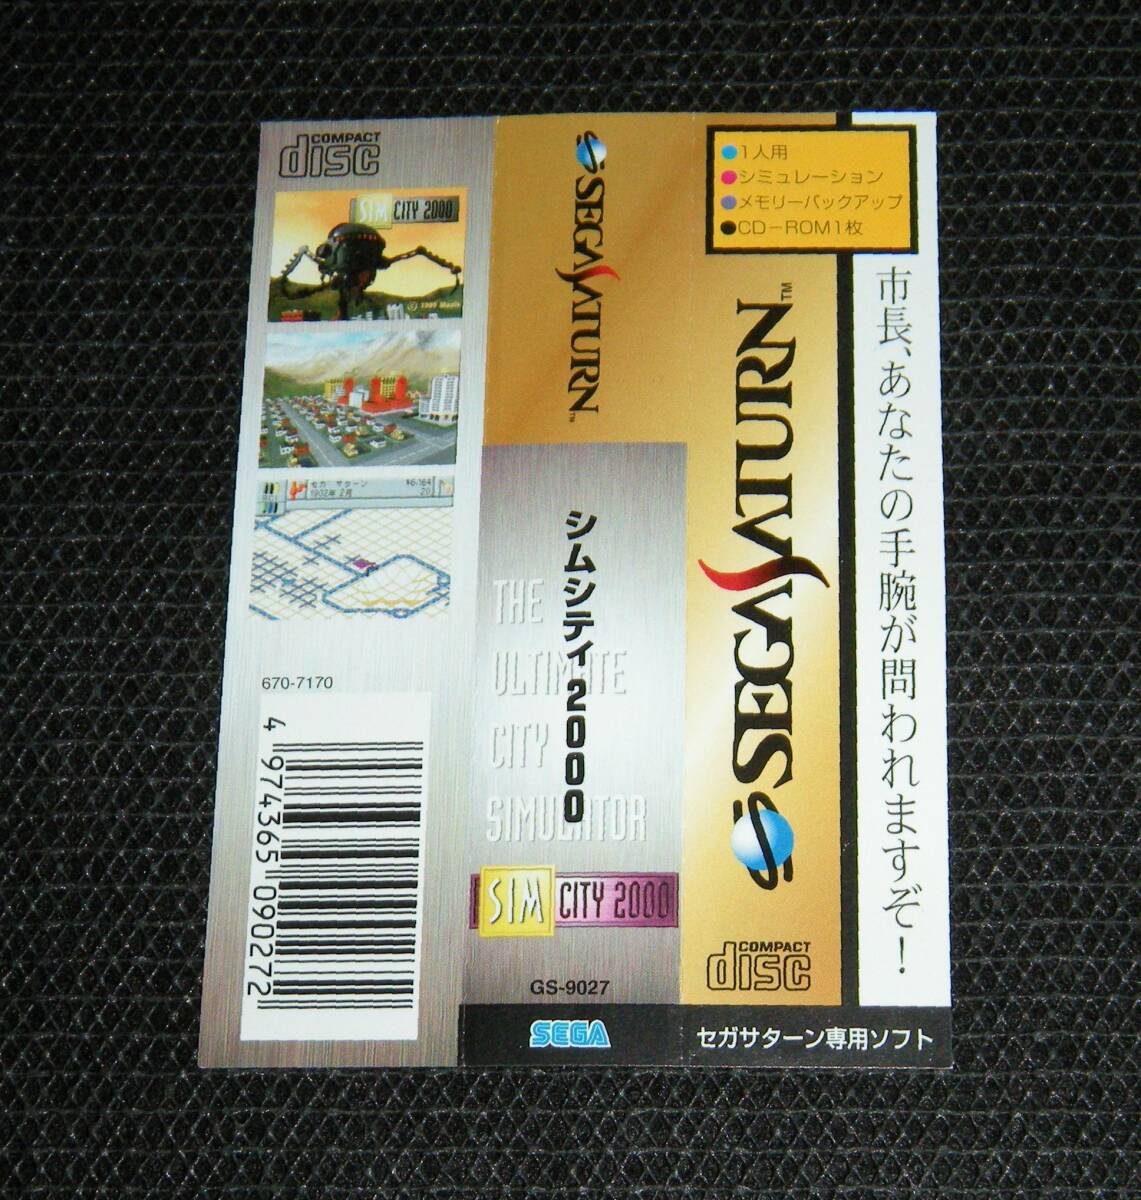 COMPACT
disc
SIM CITY 2000
セガ サターン
1902年 2月
670-7170
4 974365 090272
SEGA SATURN
TM
シムシティ2000
THE
ULTIMATE
CITY
SIMULATOR
SIM CITY 2000
GS-9027
SEGA
●1人用
●シミュレーション
●メモリーバックアップ
●CD-ROM1枚
SEGA SATURN
TM
COMPACT
disc
市長、あなたの手腕が問われますぞ!
セガサターン専用ソフト